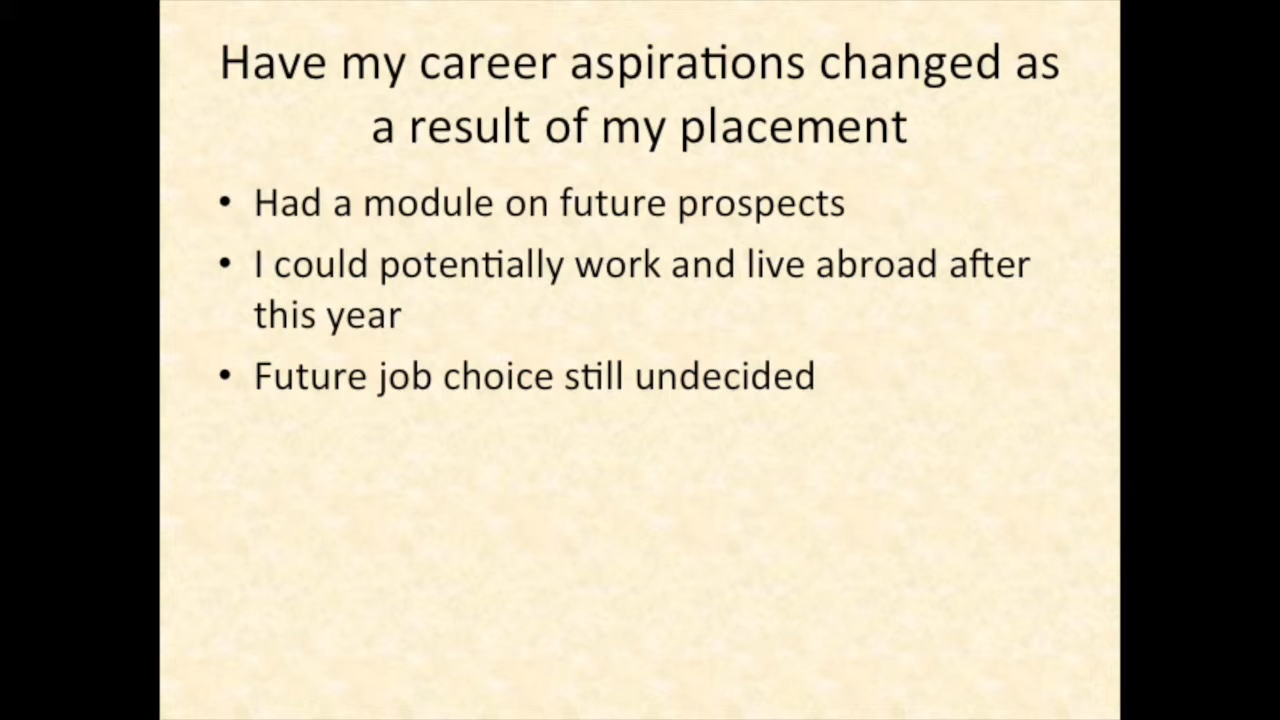 Have my career aspirations changed as
a result of my placement
• Had a module on future prospects
• I could potentially work and live abroad after
this year
• Future job choice still undecided